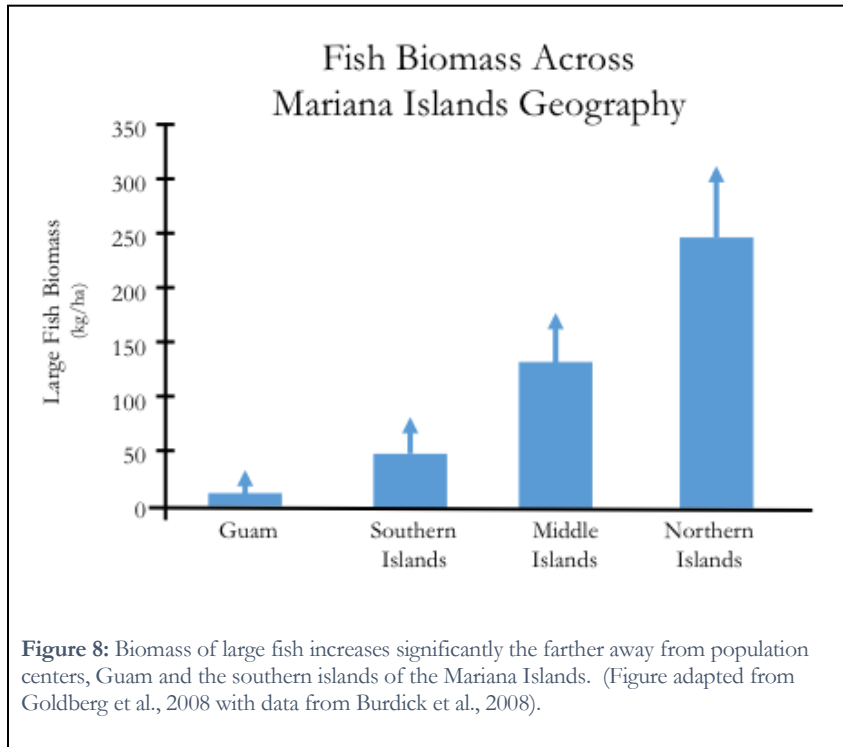 Fish Biomass Across
Mariana Islands Geography
Large Fish Biomass
(kg/ha)
350
300
250
200
150
100
50
0
Guam
Southern
Islands
Middle
Islands
Northern
Islands
Figure 8: Biomass of large fish increases significantly the farther away from population
centers, Guam and the southern islands of the Mariana Islands. (Figure adapted from
Goldberg et al., 2008 with data from Burdick et al., 2008).